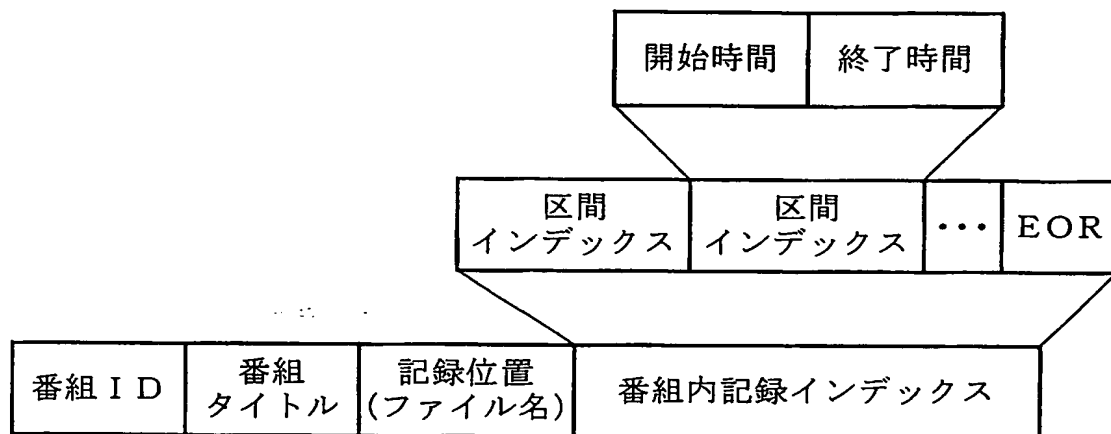 開始時間 終了時間
区間 区間
インデックス インデックス ・・・ EOR
番組ID 番組 記録位置 番組内記録インデックス
タイトル (ファイル名)